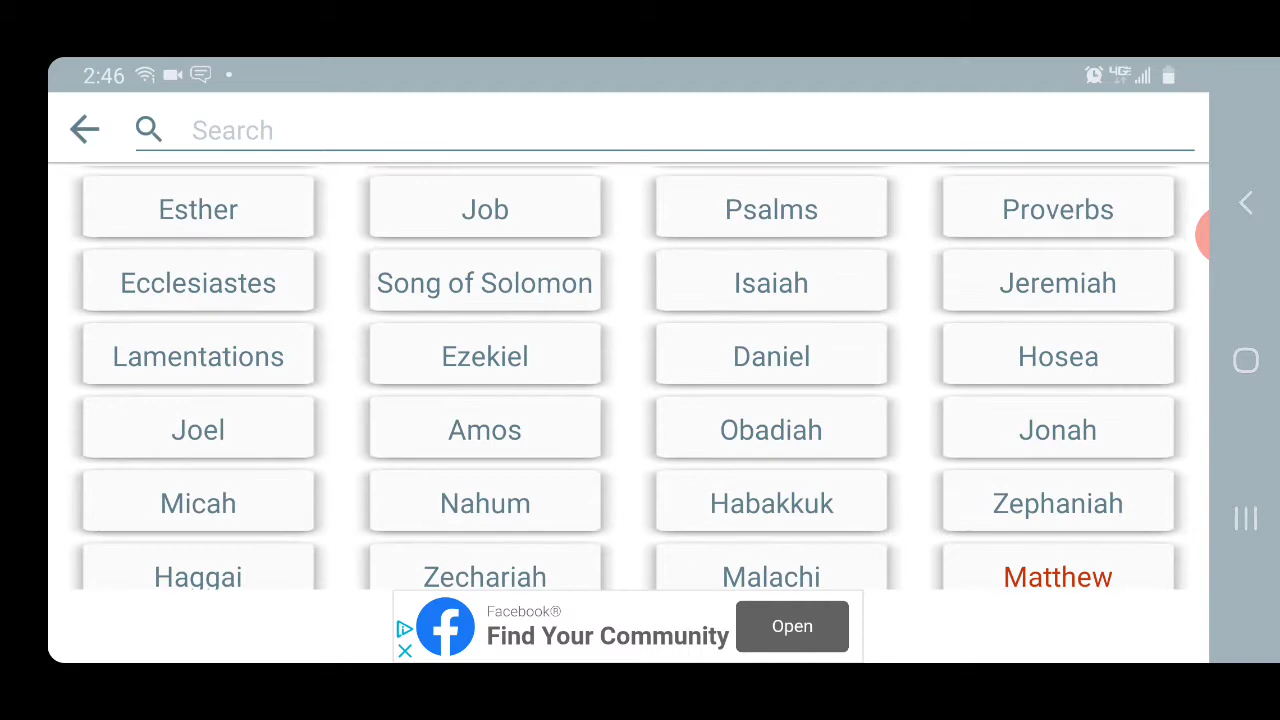 2:46 4GE
Search
Esther Job Psalms Proverbs
Ecclesiastes Song of Solomon Isaiah Jeremiah
Lamentations Ezekiel Daniel Hosea
Joel Amos Obadiah Jonah
Micah Nahum Habakkuk Zephaniah
Haggai Zechariah Malachi Matthew
Facebook®
Find Your Community Open